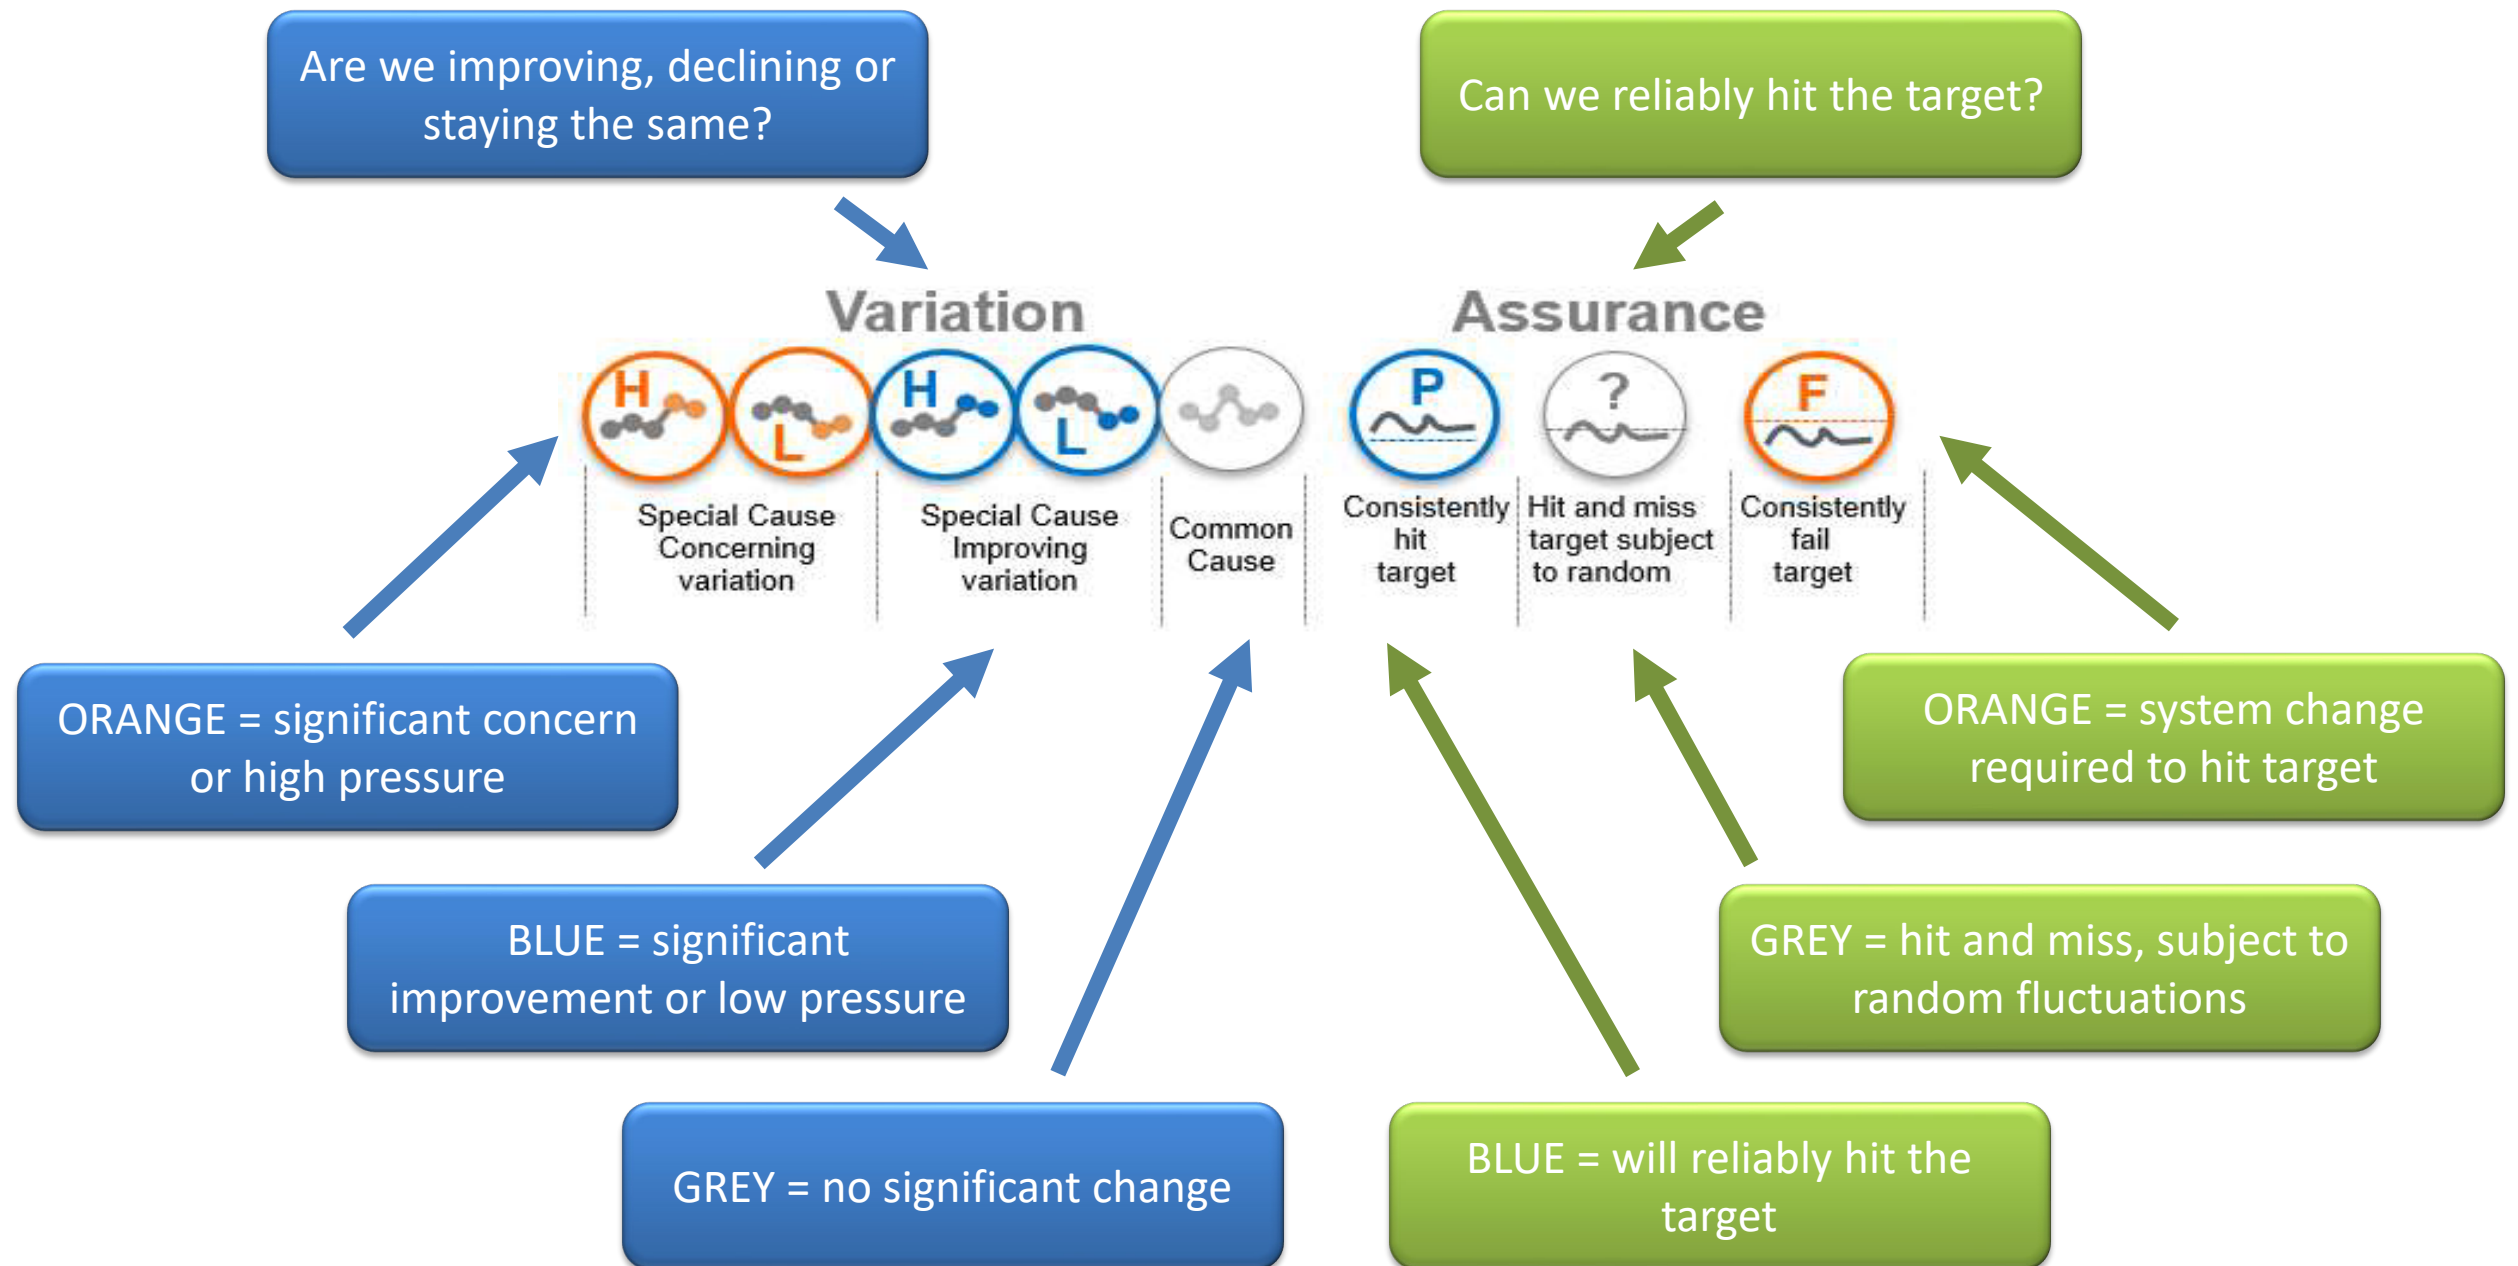 Are we improving, declining or
staying the same?
Can we reliably hit the target?
Variation
Assurance
H
L
H
L
P
?
F
Special Cause
Concerning
variation
Special Cause
Improving
variation
Common
Cause
Consistently
hit
target
Hit and miss
target subject
to random
Consistently
fail
target
ORANGE = significant concern
or high pressure
ORANGE = system change
required to hit target
BLUE = significant
improvement or low pressure
GREY = hit and miss, subject to
random fluctuations
GREY = no significant change
BLUE = will reliably hit the
target